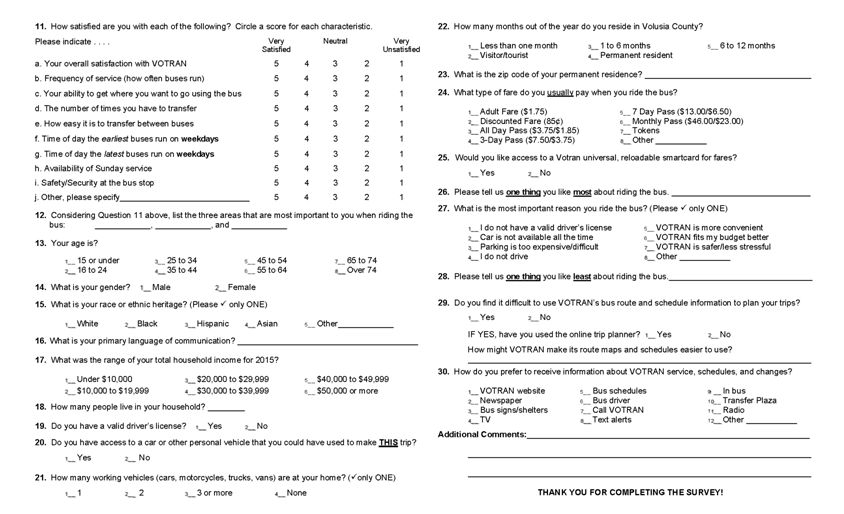 11. How satisfied are you with each of the following? Circle a score for each characteristic.
Please indicate . . . . Very Satisfied Neutral Very Unsatisfied
a. Your overall satisfaction with VOTRAN 5 4 3 2 1
b. Frequency of service (how often buses run) 5 4 3 2 1
c. Your ability to get where you want to go using the bus 5 4 3 2 1
d. The number of times you have to transfer 5 4 3 2 1
e. How easy it is to transfer between buses 5 4 3 2 1
f. Time of day the earliest buses run on weekdays 5 4 3 2 1
g. Time of day the latest buses run on weekdays 5 4 3 2 1
h. Availability of Sunday service 5 4 3 2 1
i. Safety/Security at the bus stop 5 4 3 2 1
j. Other, please specify____________________ 5 4 3 2 1
12. Considering Question 11 above, list the three areas that are most important to you when riding the
bus: ____________, ____________, and ____________
13. Your age is?
1__ 15 or under 3__ 25 to 34 5__ 45 to 54 7__ 65 to 74
2__ 16 to 24 4__ 35 to 44 6__ 55 to 64 8__ Over 74
14. What is your gender? 1__ Male 2__ Female
15. What is your race or ethnic heritage? (Please ✓ only ONE)
1__ White 2__ Black 3__ Hispanic 4__ Asian 5__ Other____________
16. What is your primary language of communication? ____________________
17. What was the range of your total household income for 2015?
1__ Under $10,000 3__ $20,000 to $29,999 5__ $40,000 to $49,999
2__ $10,000 to $19,999 4__ $30,000 to $39,999 6__ $50,000 or more
18. How many people live in your household? ________
19. Do you have a valid driver's license? 1__ Yes 2__ No
20. Do you have access to a car or other personal vehicle that you could have used to make THIS trip?
1__ Yes 2__ No
21. How many working vehicles (cars, motorcycles, trucks, vans) are at your home? (✓only ONE)
1__ 1 2__ 2 3__ 3 or more 4__ None
22. How many months out of the year do you reside in Volusia County?
1__ Less than one month 3__ 1 to 6 months 5__ 6 to 12 months
2__ Visitor/tourist 4__ Permanent resident
23. What is the zip code of your permanent residence? ____________________
24. What type of fare do you usually pay when you ride the bus?
1__ Adult Fare ($1.75) 5__ 7 Day Pass ($13.00/$6.50)
2__ Discounted Fare (85¢) 6__ Monthly Pass ($46.00/$23.00)
3__ All Day Pass ($3.75/$1.85) 7__ Tokens
4__ 3-Day Pass ($7.50/$3.75) 8__ Other ____________
25. Would you like access to a Votran universal, reloadable smartcard for fares?
1__ Yes 2__ No
26. Please tell us one thing you like most about riding the bus. ____________________
27. What is the most important reason you ride the bus? (Please ✓ only ONE)
1__ I do not have a valid driver's license 5__ VOTRAN is more convenient
2__ Car is not available all the time 6__ VOTRAN fits my budget better
3__ Parking is too expensive/difficult 7__ VOTRAN is safer/less stressful
4__ I do not drive 8__ Other ____________
28. Please tell us one thing you like least about riding the bus.____________________
29. Do you find it difficult to use VOTRAN's bus route and schedule information to plan your trips?
1__ Yes 2__ No
IF YES, have you used the online trip planner? 1__ Yes 2__ No
How might VOTRAN make its route maps and schedules easier to use?
30. How do you prefer to receive information about VOTRAN service, schedules, and changes?
1__ VOTRAN website 5__ Bus schedules 9__ In bus
2__ Newspaper 6__ Bus driver 10__ Transfer Plaza
3__ Bus signs/shelters 7__ Call VOTRAN 11__ Radio
4__ TV 8__ Text alerts 12__ Other ____________
Additional Comments:____________________
THANK YOU FOR COMPLETING THE SURVEY!